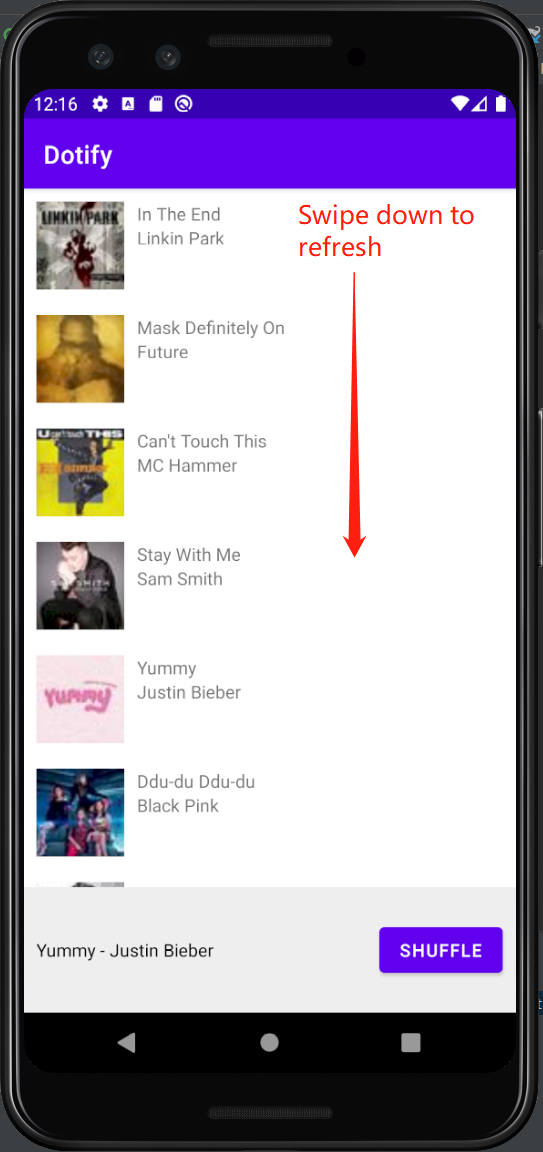 12:16
Dotify
LINKIN PARK
In The End
Linkin Park
Swipe down to
refresh
Mask Definitely On
Future
U can't touch THIS
Can't Touch This
MC Hammer
SAM SMITH
Stay With Me
Sam Smith
Yummy
Yummy
Justin Bieber
Ddu-du Ddu-du
Black Pink
Yummy - Justin Bieber
SHUFFLE